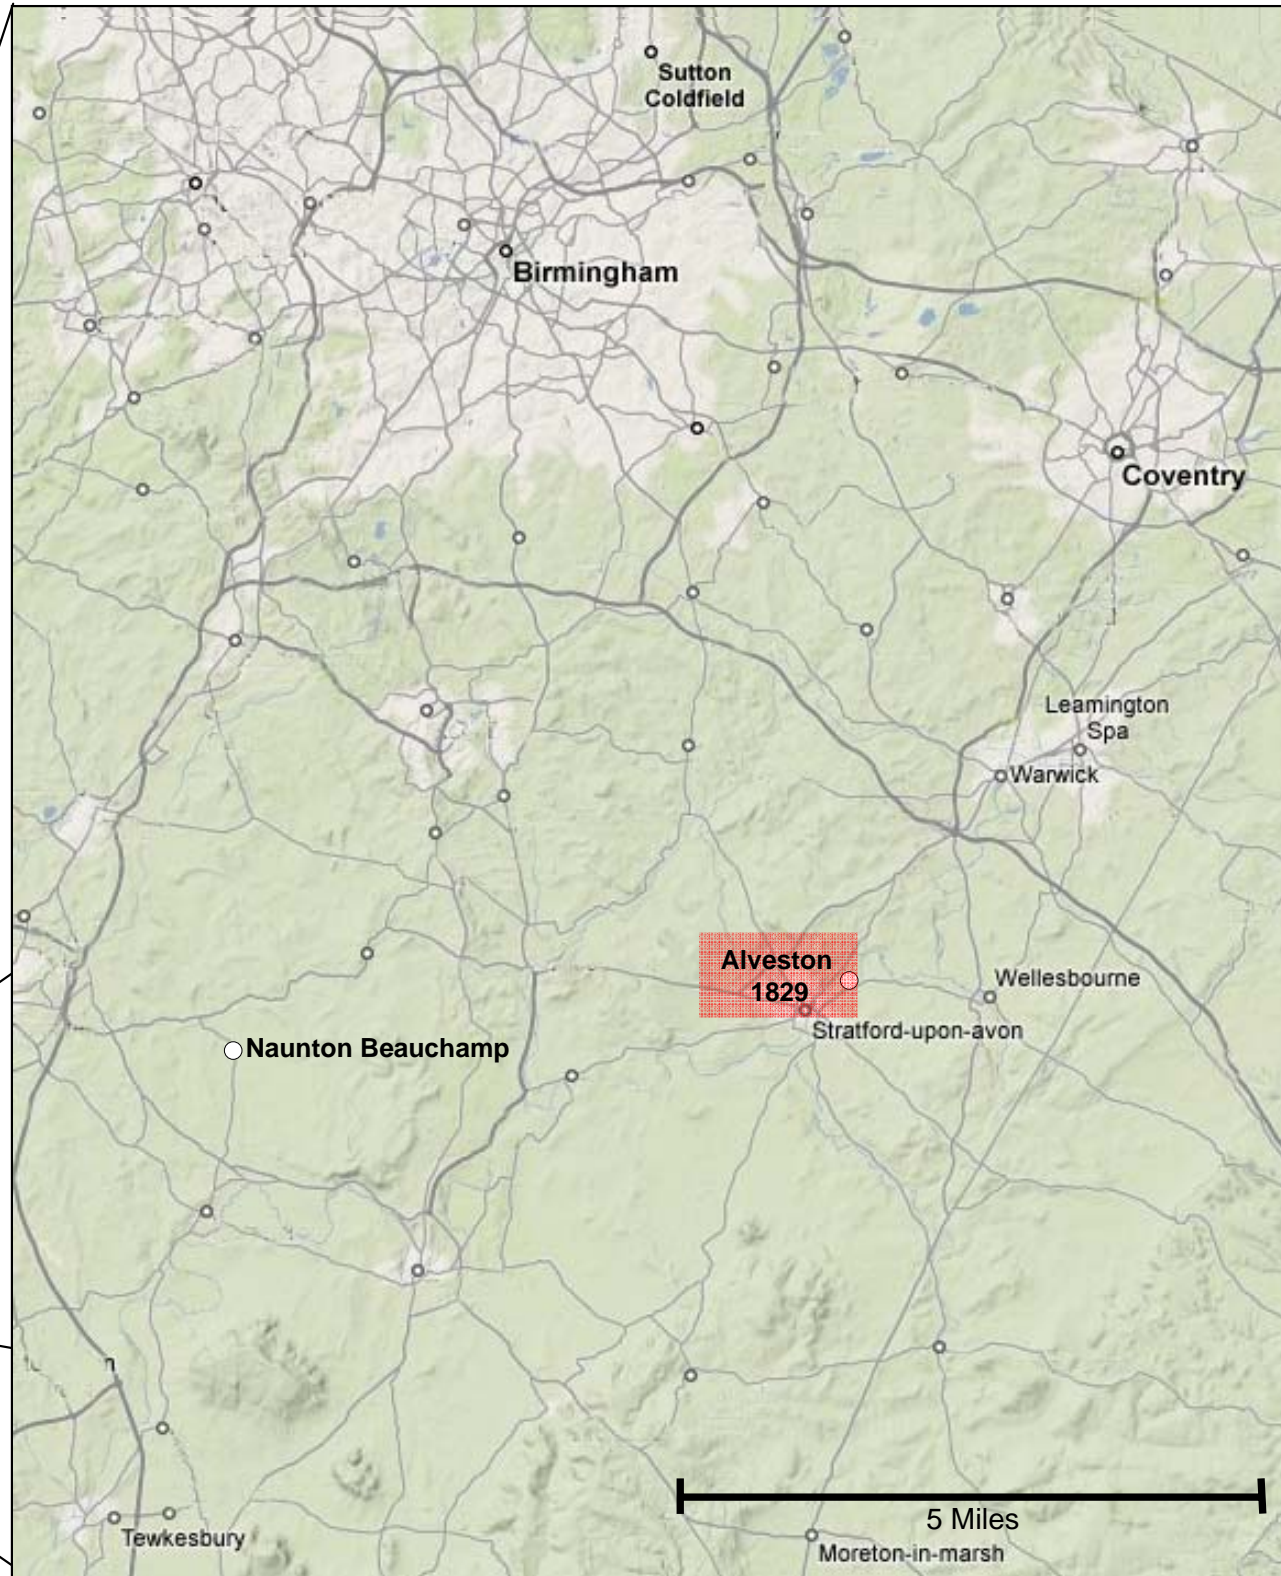 Sutton
Coldfield
Birmingham
Coventry
Leamington
Spa
Warwick
Alveston
1829
Wellesbourne
Stratford-upon-avon
Naunton Beauchamp
5 Miles
Tewkesbury
Moreton-in-marsh